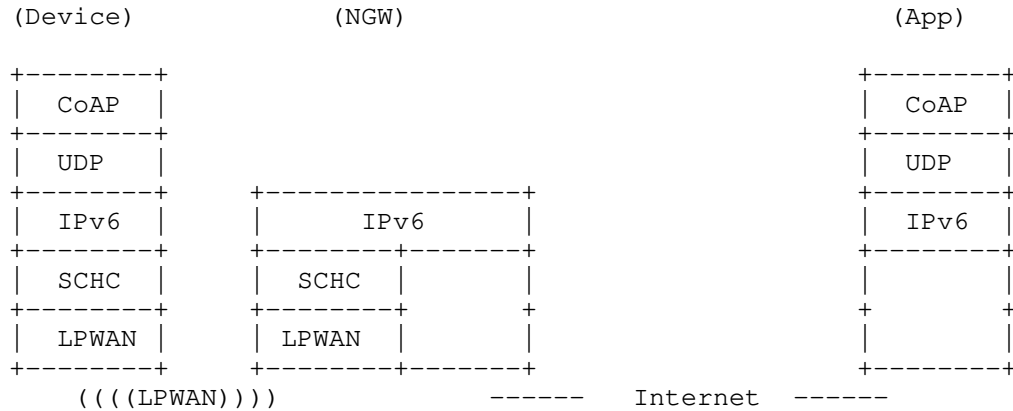 (Device) (NGW) (App)
CoAP CoAP
UDP UDP
IPv6 IPv6 IPv6
SCHC SCHC
LPWAN LPWAN
((((LPWAN)))) ------ Internet ------